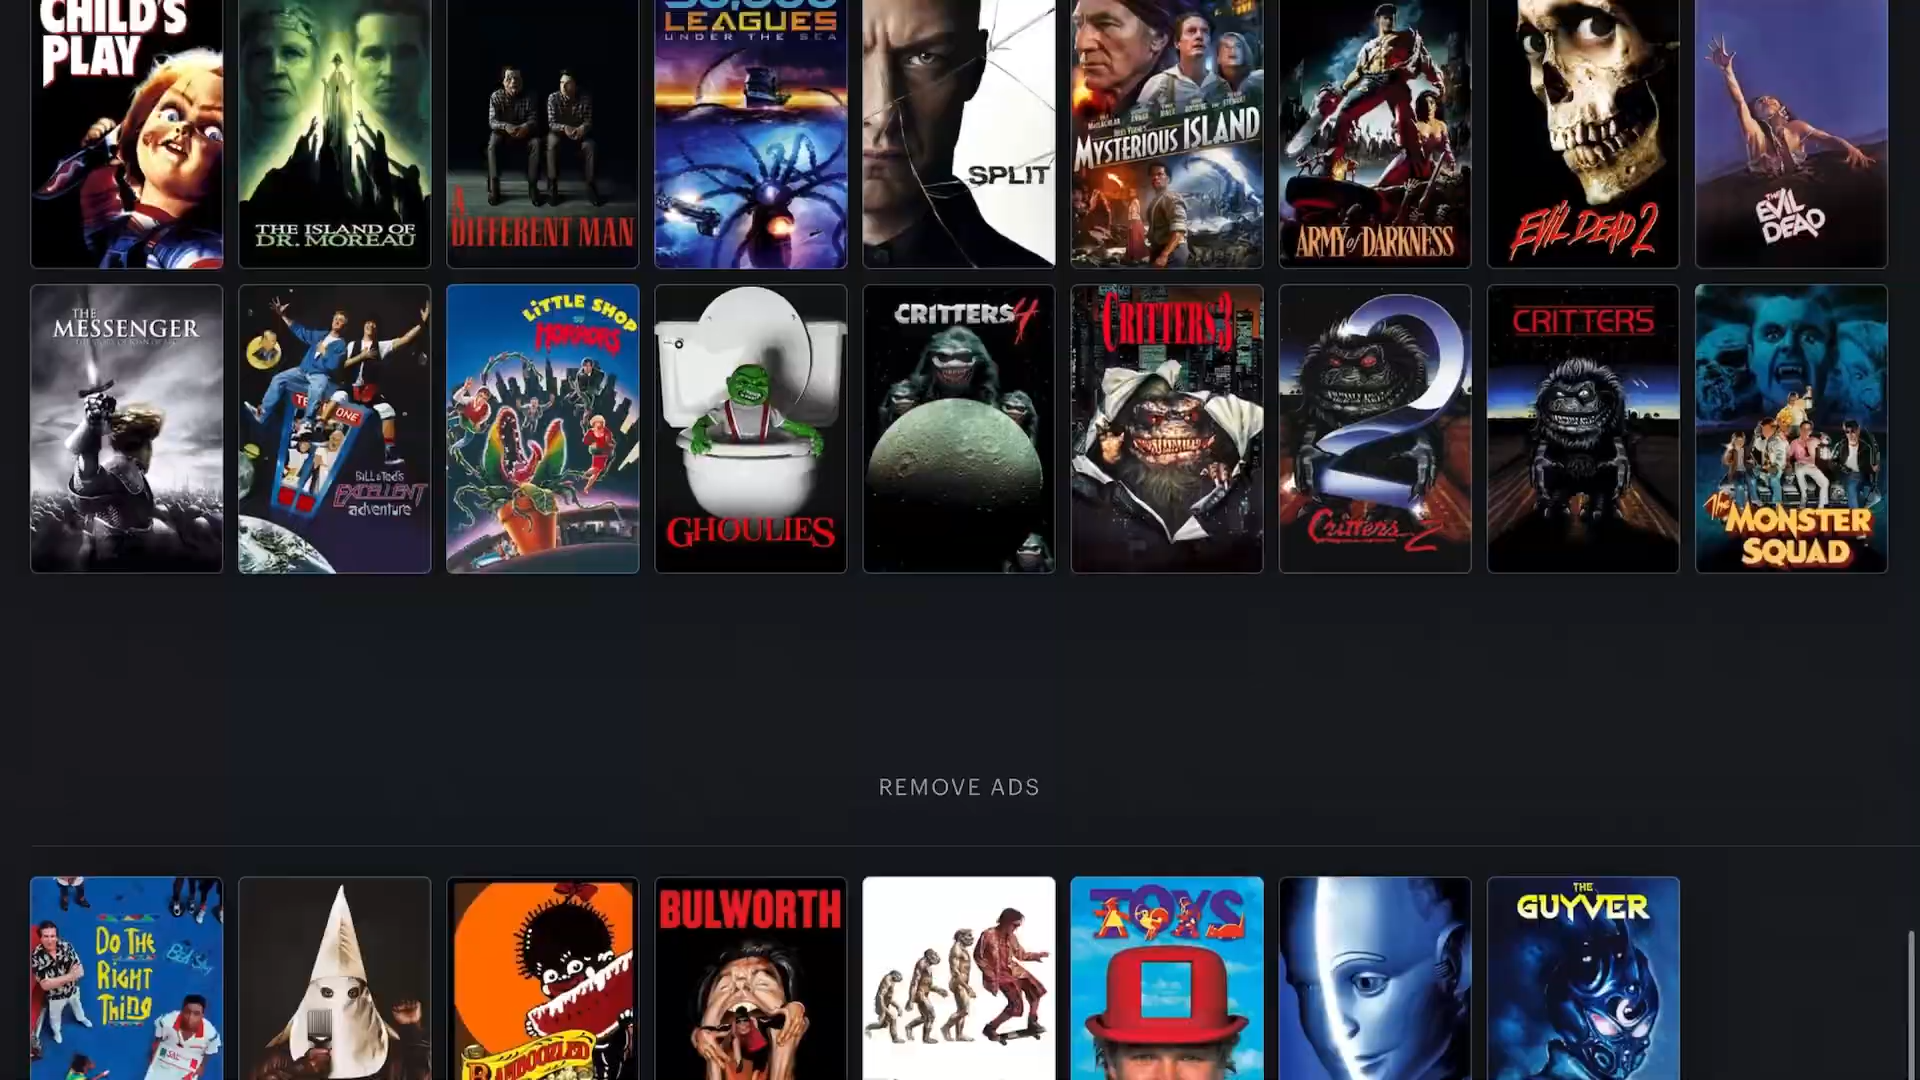 CHILD'S
PLAY
THE ISLAND OF
DR. MOREAU
A
DIFFERENT MAN
LEAGUES
UNDER THE SEA
SPLIT
MYSTERIOUS ISLAND
ARMY of DARKNESS
EVIL DEAD 2
THE
EVIL
DEAD
THE
MESSENGER
BILL & TED'S
EXCELLENT
adventure
LiTTLE SHOP
HORRORS
GHOULIES
CRITTERS 4
CRITTERS 3
2
Critters 2
CRITTERS
The
MONSTER
SQUAD
REMOVE ADS
DO THE
RiGHT
THiNG
BAMBOOZLED
BULWORTH
TOYS
THE
GUYVER